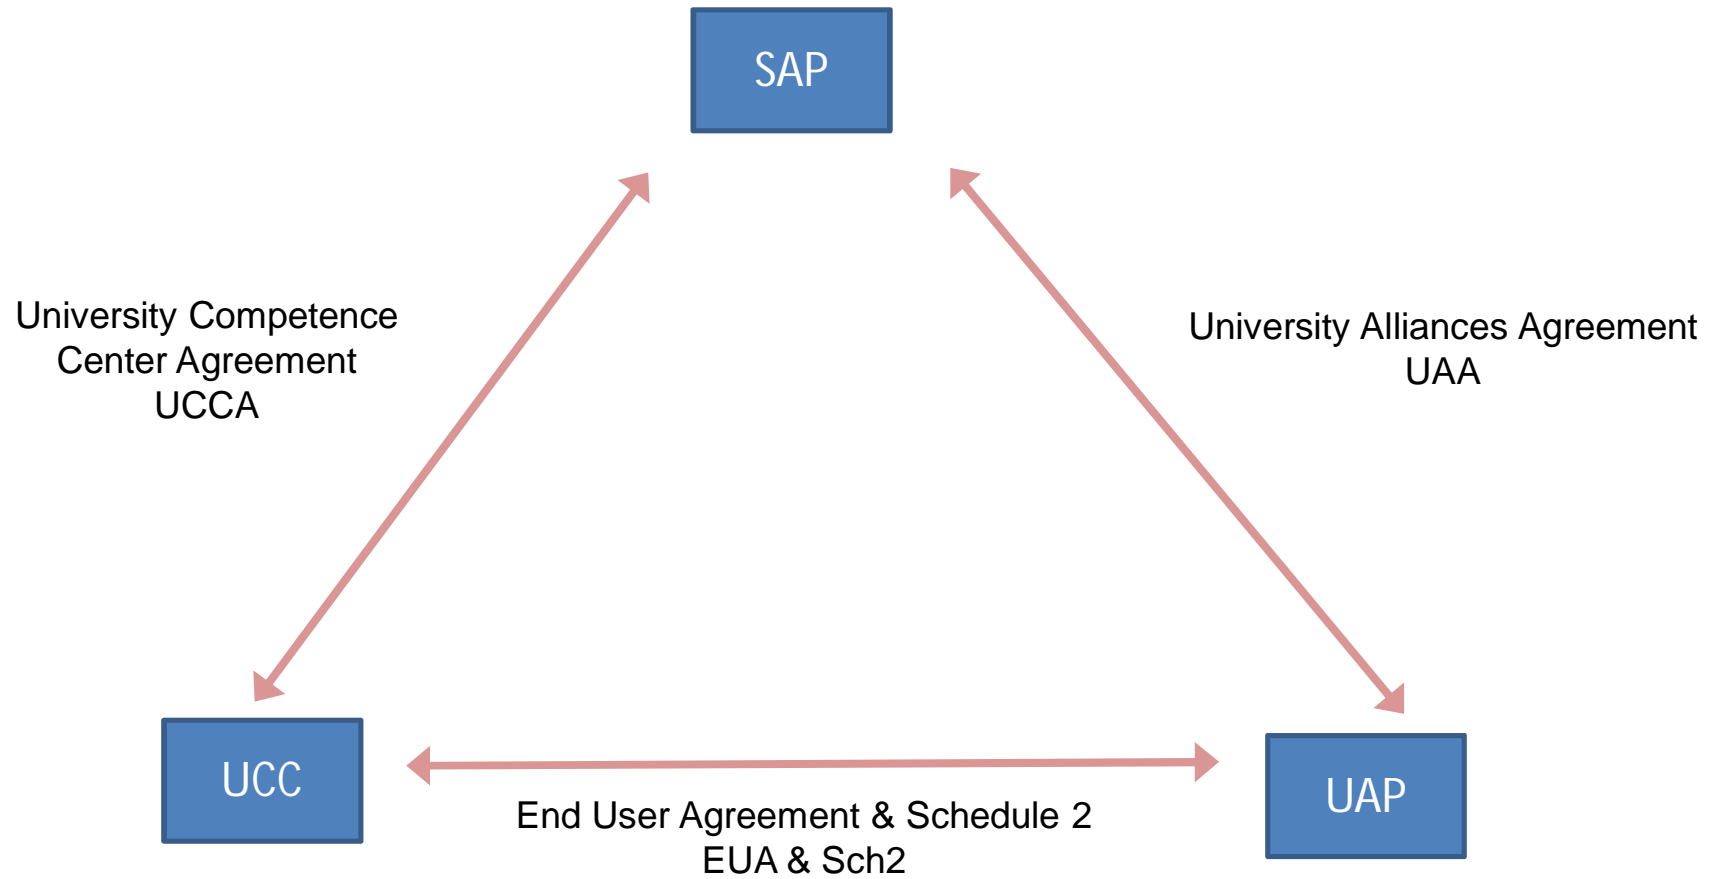 SAP
University Competence
Center Agreement
UCCA
University Alliances Agreement
UAA
UCC
End User Agreement & Schedule 2
EUA & Sch2
UAP